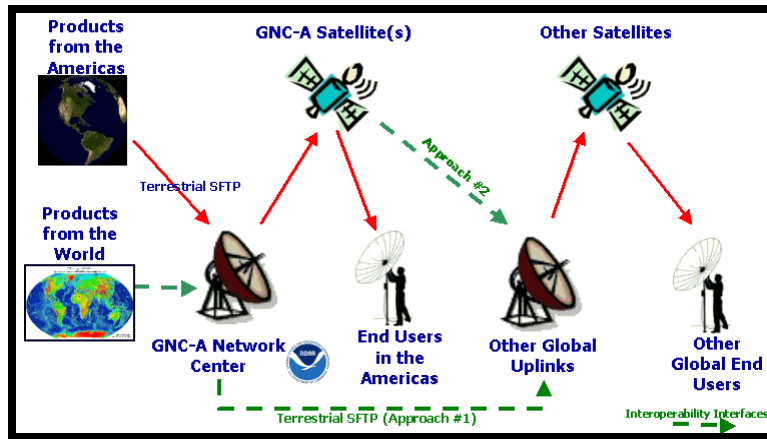 Products
from the
Americas
GNC-A Satellite(s)
Other Satellites
Approach #2
Terrestrial SFTP
Products
from the
World
NOAA
GNC-A Network
Center
End Users
in the
Americas
Other Global
Uplinks
Other
Global End
Users
Terrestrial SFTP (Approach #1)
Interoperability Interfaces